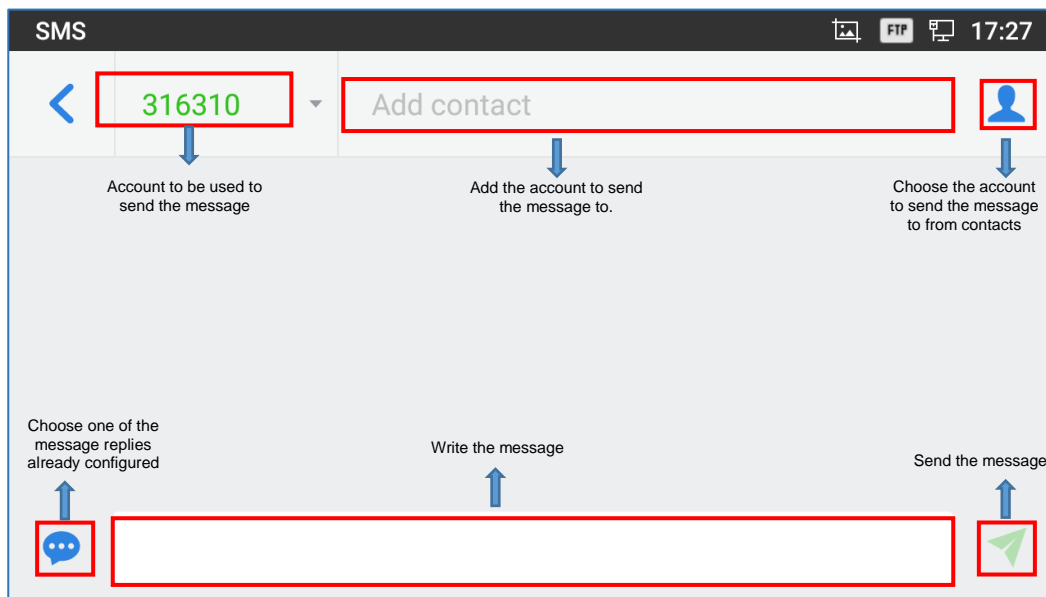 SMS
FTP
17:27
316310
Add contact
Account to be used to
send the message
Add the account to send
the message to.
Choose the account
to send the message
to from contacts
Choose one of the
message replies
already configured
Write the message
Send the message